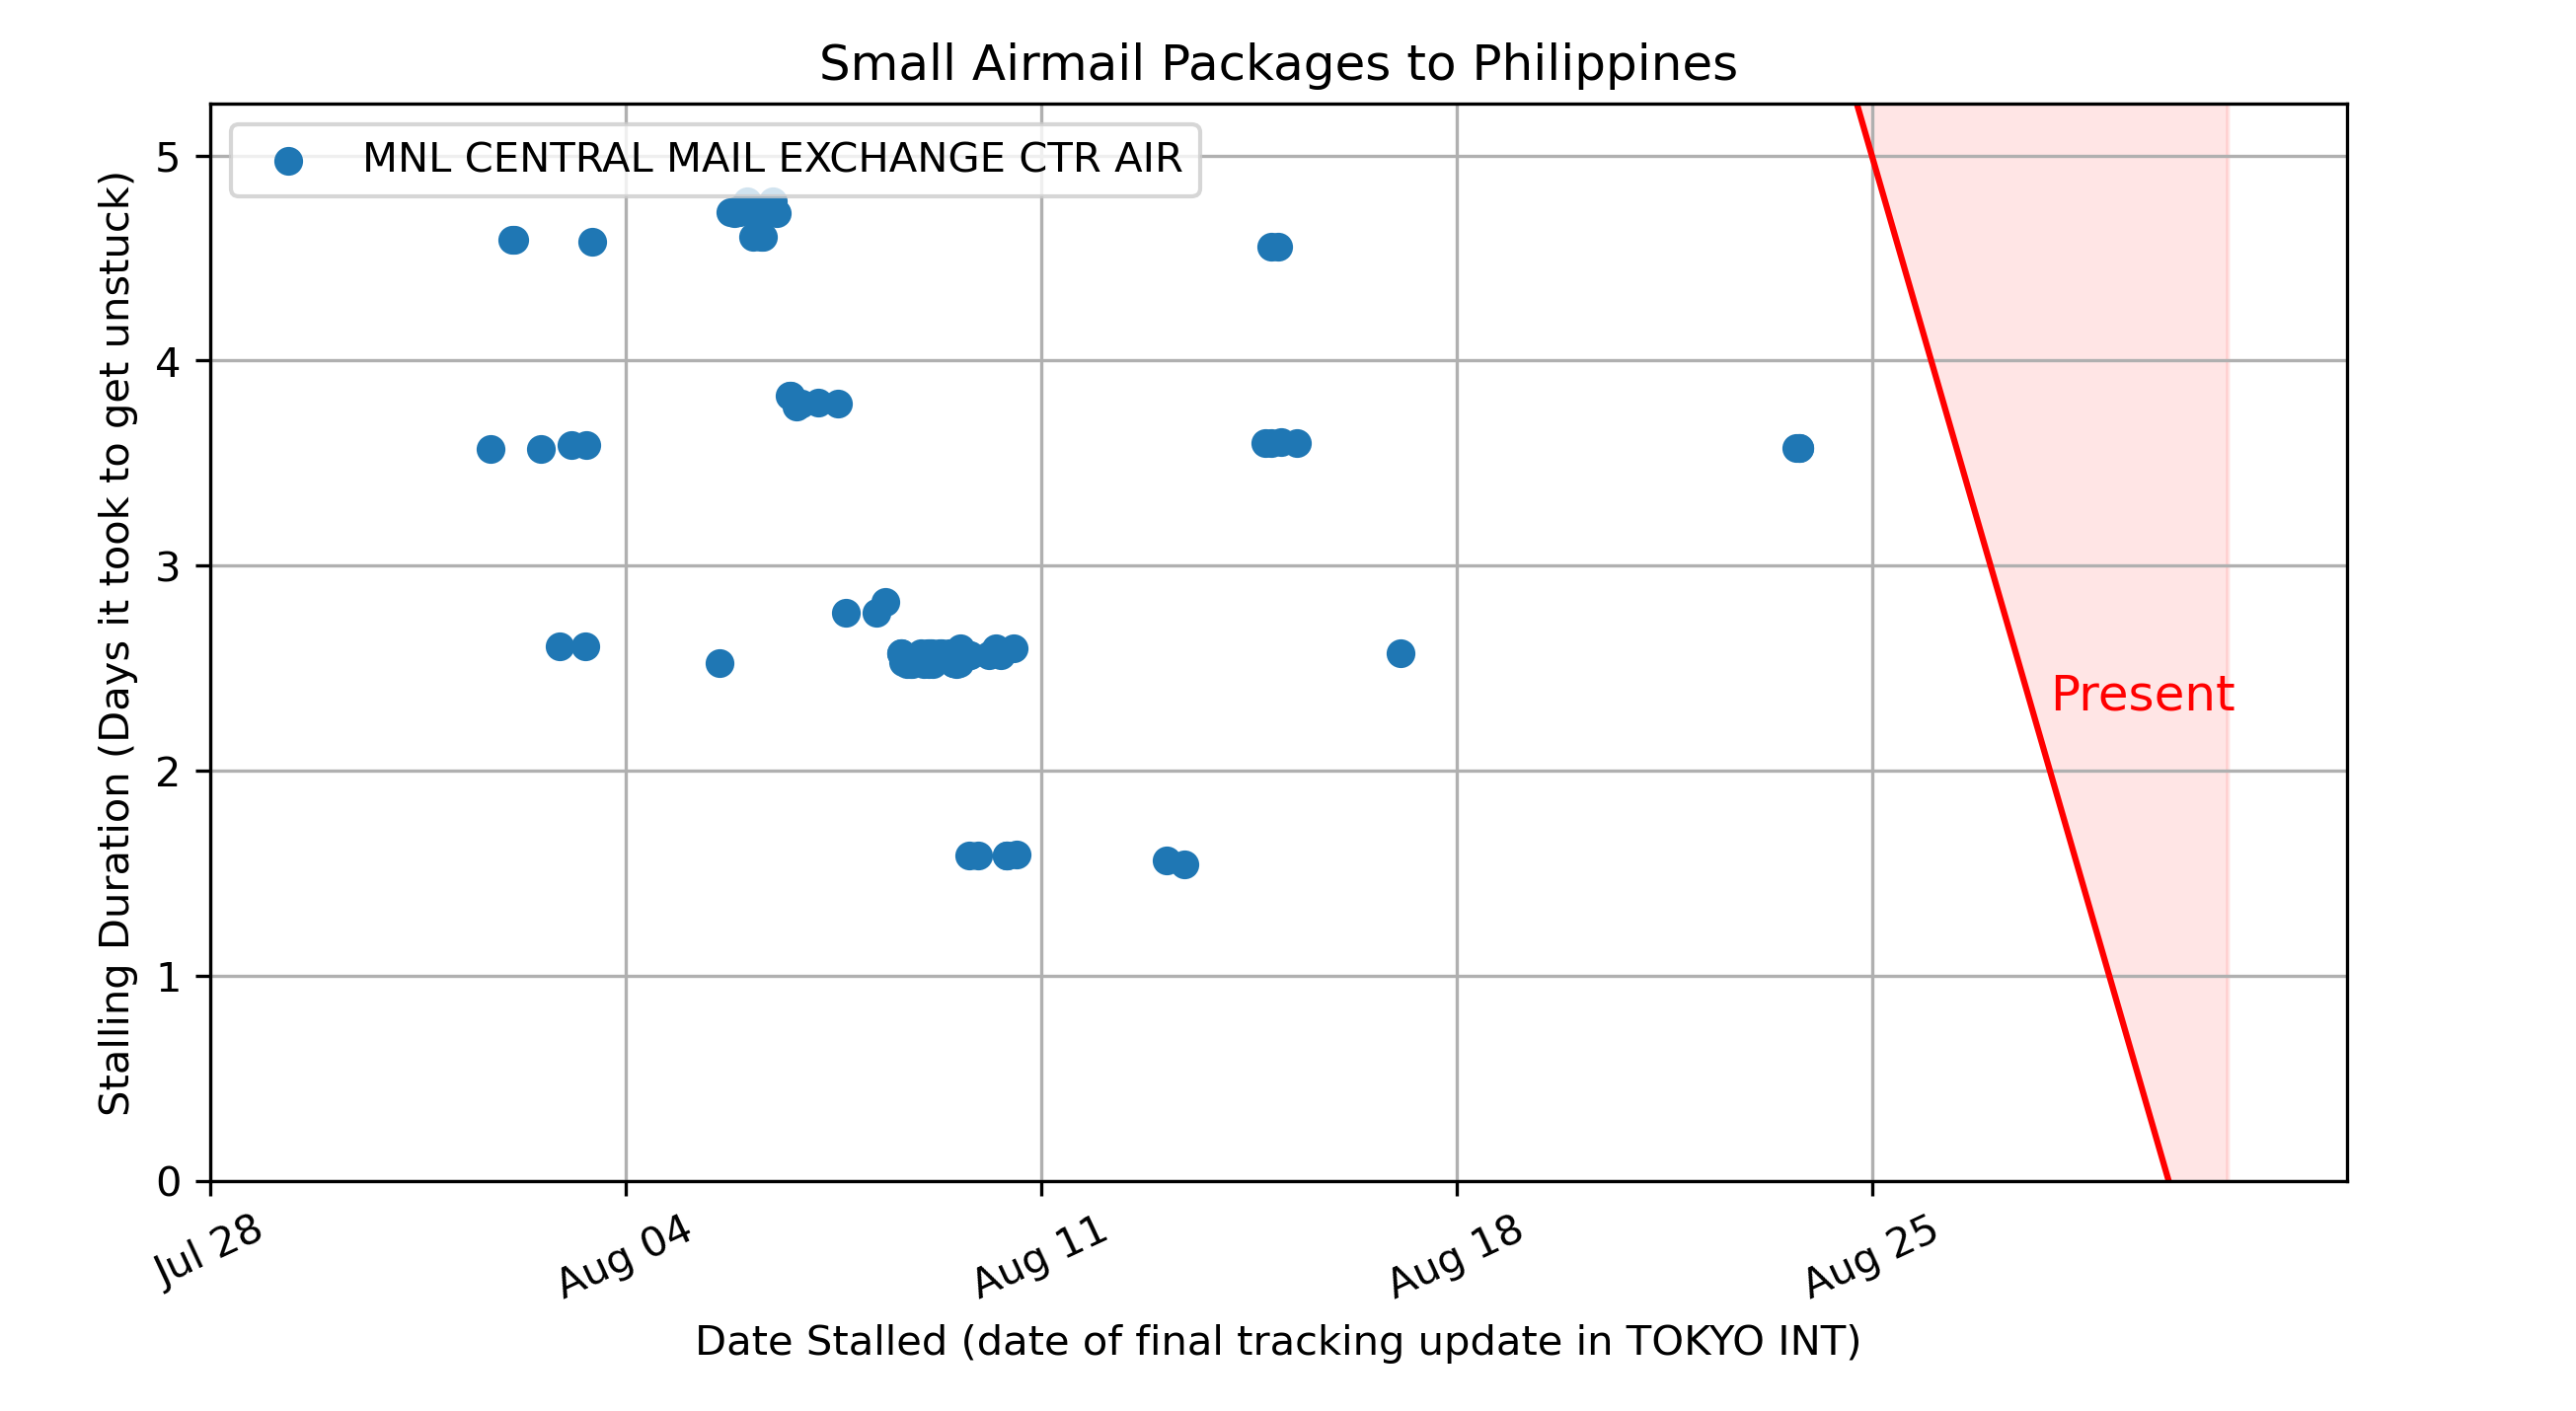 Small Airmail Packages to Philippines
MNL CENTRAL MAIL EXCHANGE CTR AIR
Stalling Duration (Days it took to get unstuck)
5
4
3
2
1
0
Present
Jul 28
Aug 04
Aug 11
Aug 18
Aug 25
Date Stalled (date of final tracking update in TOKYO INT)